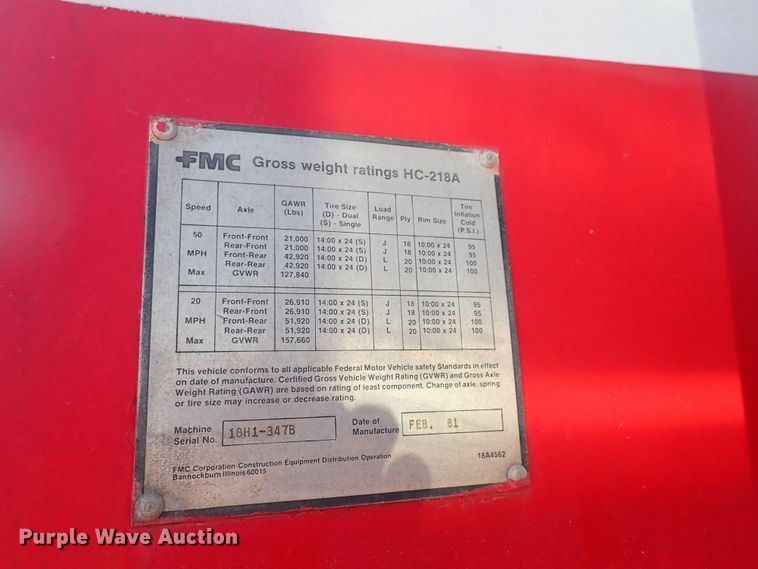 FMC Gross weight ratings HC-218A
Speed Axle GAWR (Lbs) Tire Size (D) - Dual (S) - Single Load Range Ply Rim Size Tire Inflation Cold (P.S.I.)
50 Front-Front 21,000 14:00 x 24 (S) J 18 10:00 x 24 95
Rear-Front 21,000 14:00 x 24 (S) J 18 10:00 x 24 95
MPH Front-Rear 42,920 14:00 x 24 (D) L 20 10:00 x 24 100
Rear-Rear 42,920 14:00 x 24 (D) L 20 10:00 x 24 100
Max GVWR 127,840
20 Front-Front 26,910 14:00 x 24 (S) J 18 10:00 x 24 95
Rear-Front 26,910 14:00 x 24 (S) J 18 10:00 x 24 95
MPH Front-Rear 51,920 14:00 x 24 (D) L 20 10:00 x 24 100
Rear-Rear 51,920 14:00 x 24 (D) L 20 10:00 x 24 100
Max GVWR 157,660
This vehicle conforms to all applicable Federal Motor Vehicle safety Standards in effect
on date of manufacture. Certified Gross Vehicle Weight Rating (GVWR) and Gross Axle
Weight Rating (GAWR) are based on rating of least component. Change of axle, spring
or tire size may increase or decrease rating.
Machine Serial No. 18H1-347B Date of Manufacture FEB. 81
FMC Corporation Construction Equipment Distribution Operation 18A4562
Bannockburn Illinois 60015
Purple Wave Auction